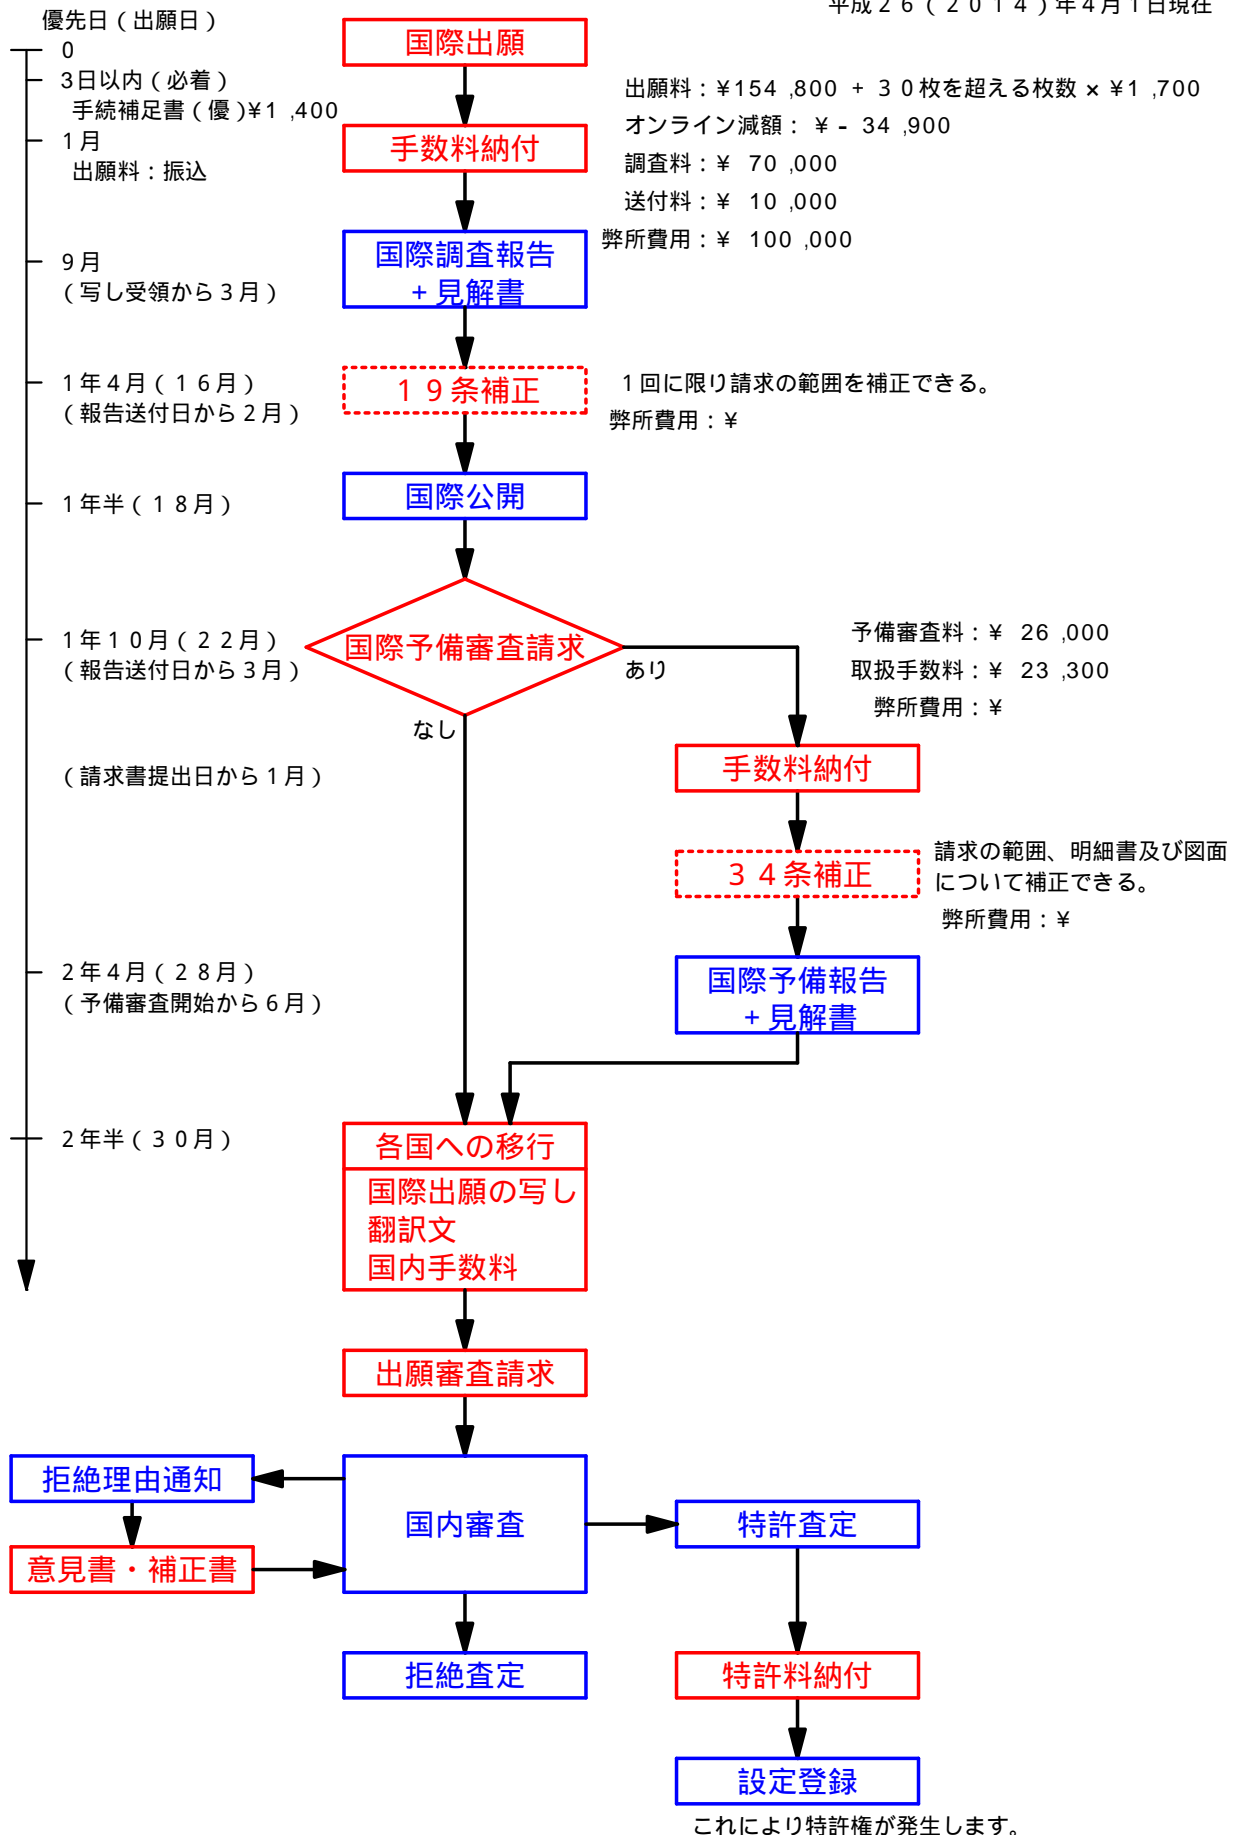 平成２６（２０１４）年４月１日現在
優先日（出願日）
0
国際出願
3日以内（必着）
手続補足書（優）¥1,400
出願料：¥154,800 + ３０枚を超える枚数 × ¥1,700
オンライン減額：¥-34,900
1月
出願料：振込
手数料納付
調査料：¥ 70,000
送付料：¥ 10,000
弊所費用：¥ 100,000
9月
（写し受領から3月）
国際調査報告
＋見解書
1年4月（１６月）
（報告送付日から2月）
１９条補正
1回に限り請求の範囲を補正できる。
弊所費用：¥
1年半（１８月）
国際公開
1年１０月（２２月）
（報告送付日から3月）
国際予備審査請求
あり
なし
予備審査料：¥ 26,000
取扱手数料：¥ 23,300
弊所費用：¥
（請求書提出日から1月）
手数料納付
３４条補正
請求の範囲、明細書及び図面
について補正できる。
弊所費用：¥
2年4月（２８月）
（予備審査開始から6月）
国際予備報告
＋見解書
2年半（３０月）
各国への移行
国際出願の写し
翻訳文
国内手数料
出願審査請求
拒絶理由通知
国内審査
特許査定
意見書・補正書
拒絶査定
特許料納付
設定登録
これにより特許権が発生します。